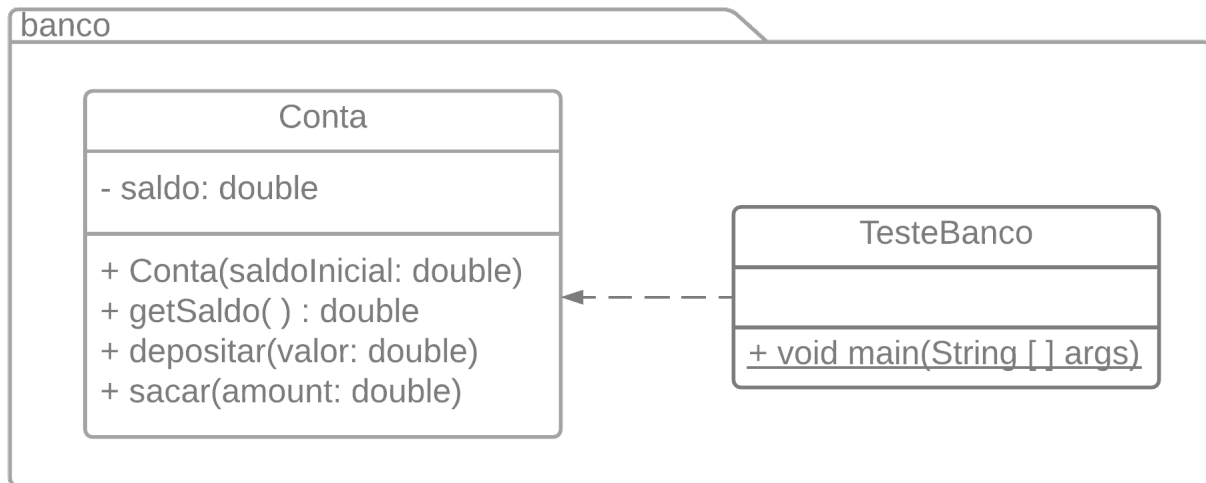 banco
Conta
- saldo: double
+ Conta(saldoInicial: double)
+ getSaldo( ) : double
+ depositar(valor: double)
+ sacar(amount: double)
TesteBanco
+ void main(String [ ] args)